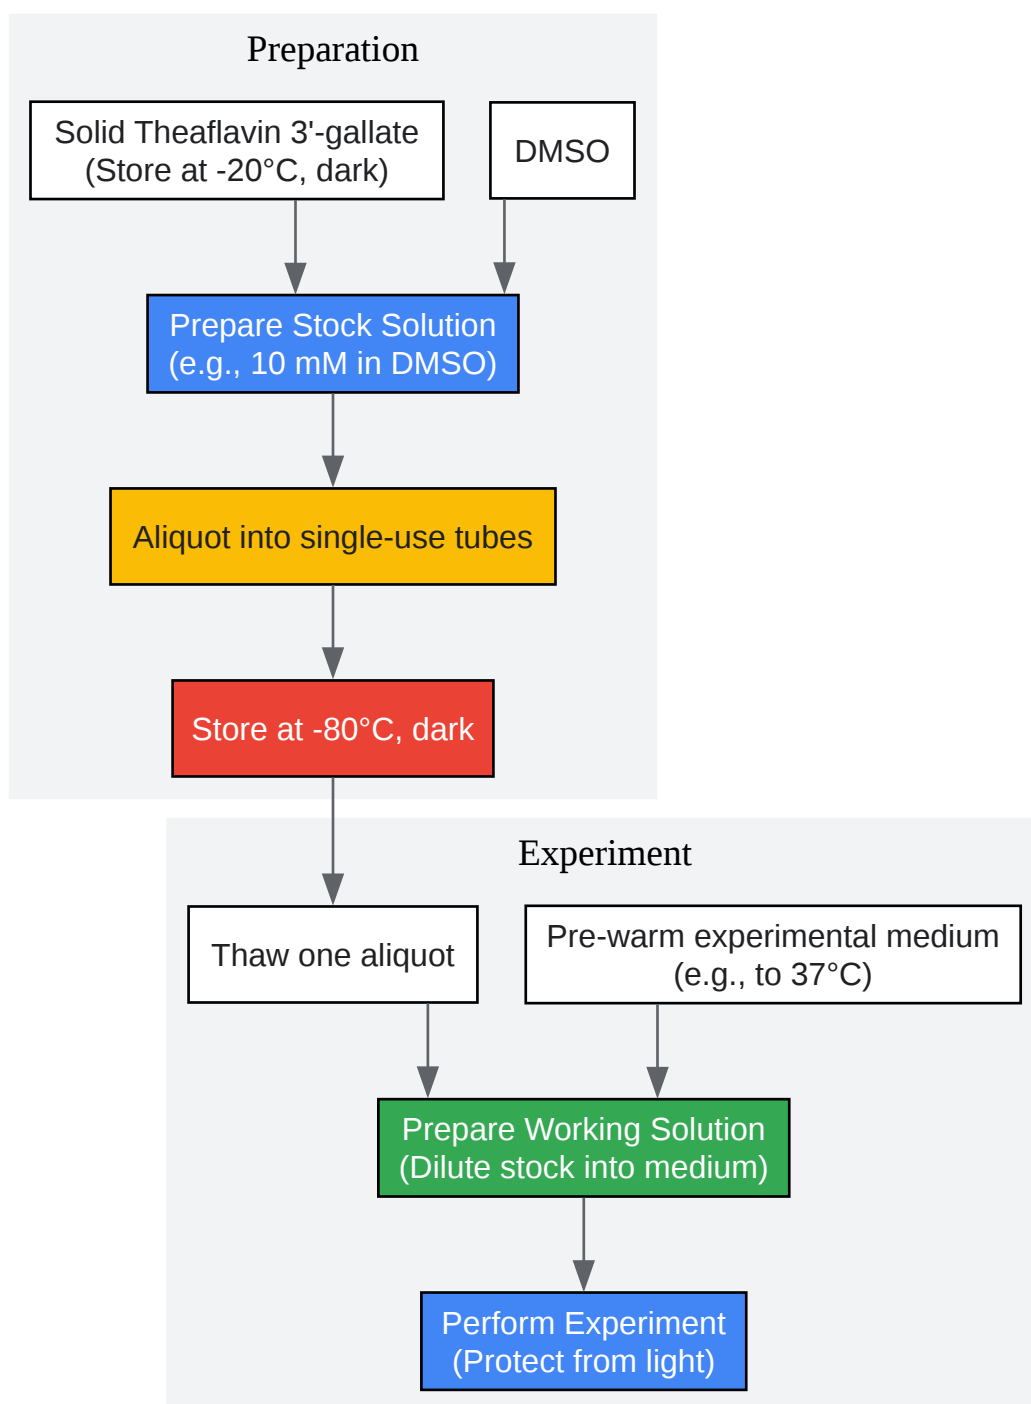 Preparation
Solid Theaflavin 3'-gallate
(Store at -20°C, dark)
DMSO
Prepare Stock Solution
(e.g., 10 mM in DMSO)
Aliquot into single-use tubes
Store at -80°C, dark
Experiment
Thaw one aliquot
Pre-warm experimental medium
(e.g., to 37°C)
Prepare Working Solution
(Dilute stock into medium)
Perform Experiment
(Protect from light)